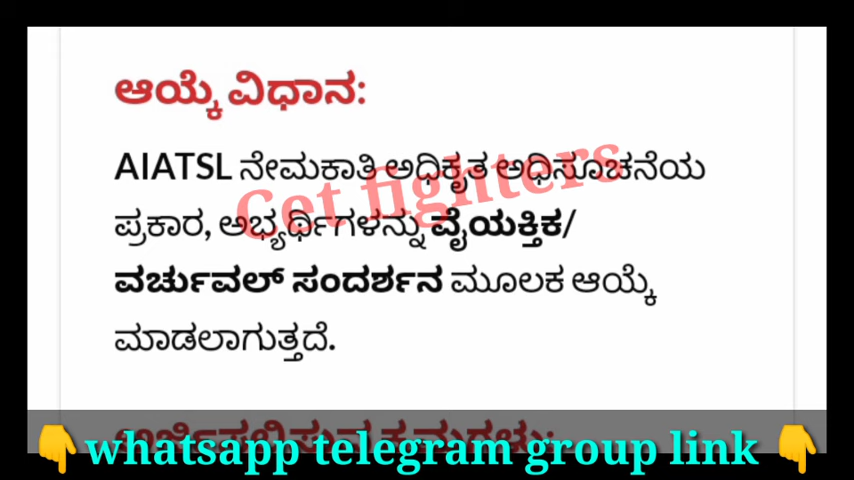 ಆಯ್ಕೆ ವಿಧಾನ:
AIATSL ನೇಮಕಾತಿ ಅಧಿಕೃತ ಅಧಿಸೂಚನೆಯ
ಪ್ರಕಾರ, ಅಭ್ಯರ್ಥಿಗಳನ್ನು ವೈಯಕ್ತಿಕ/
ವರ್ಚುವಲ್ ಸಂದರ್ಶನ ಮೂಲಕ ಆಯ್ಕೆ
ಮಾಡಲಾಗುತ್ತದೆ.
Cet fighters
👇whatsapp telegram group link 👇